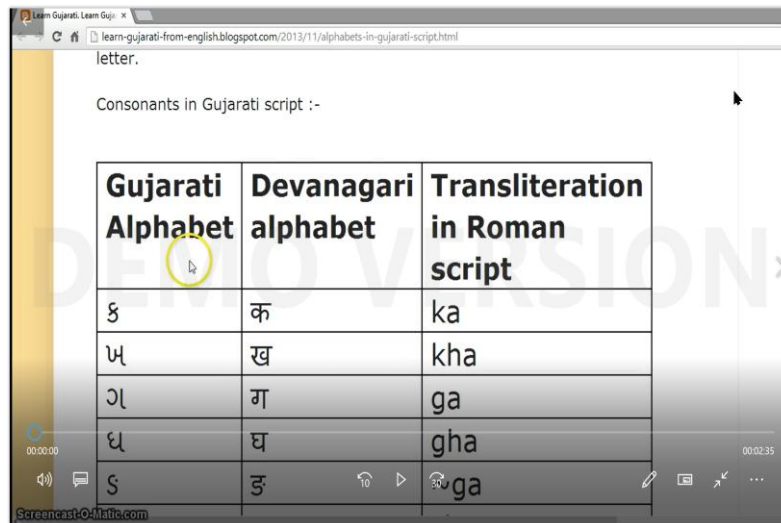 Learn Gujarati. Learn Guja
learn-gujarati-from-english.blogspot.com/2013/11/alphabets-in-gujarati-script.html
letter.
Consonants in Gujarati script :-
Gujarati Alphabet Devanagari alphabet Transliteration in Roman script
ક क ka
ખ ख kha
ગ ग ga
ઘ घ gha
ઙ ङ ga
DEMO VERSION
00:00:00 00:02:35
10 30
Screencast-O-Matic.com